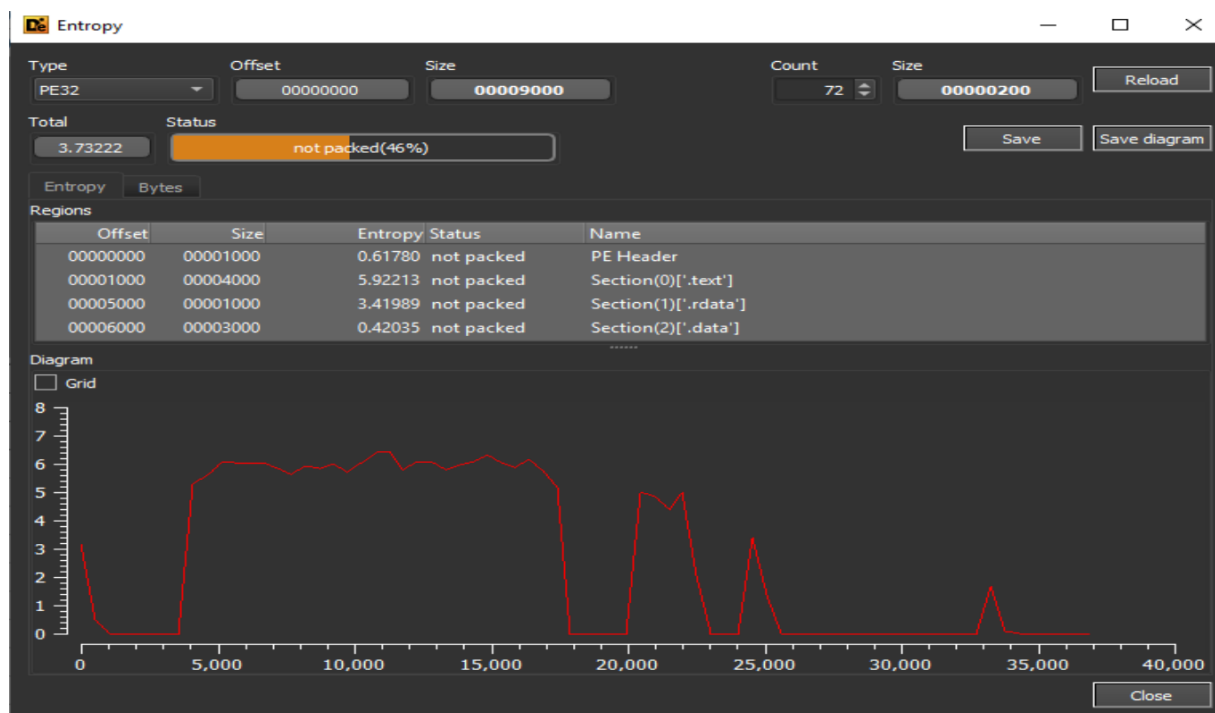 De Entropy
Type Offset Size Count Size
PE32 00000000 00009000 72 00000200 Reload
Total Status
3.73222 not packed(46%) Save Save diagram
Entropy Bytes
Regions
Offset Size Entropy Status Name
00000000 00001000 0.61780 not packed PE Header
00001000 00004000 5.92213 not packed Section(0)['.text']
00005000 00001000 3.41989 not packed Section(1)['.rdata']
00006000 00003000 0.42035 not packed Section(2)['.data']
Diagram
Grid
8
7
6
5
4
3
2
1
0
0 5,000 10,000 15,000 20,000 25,000 30,000 35,000 40,000
Close